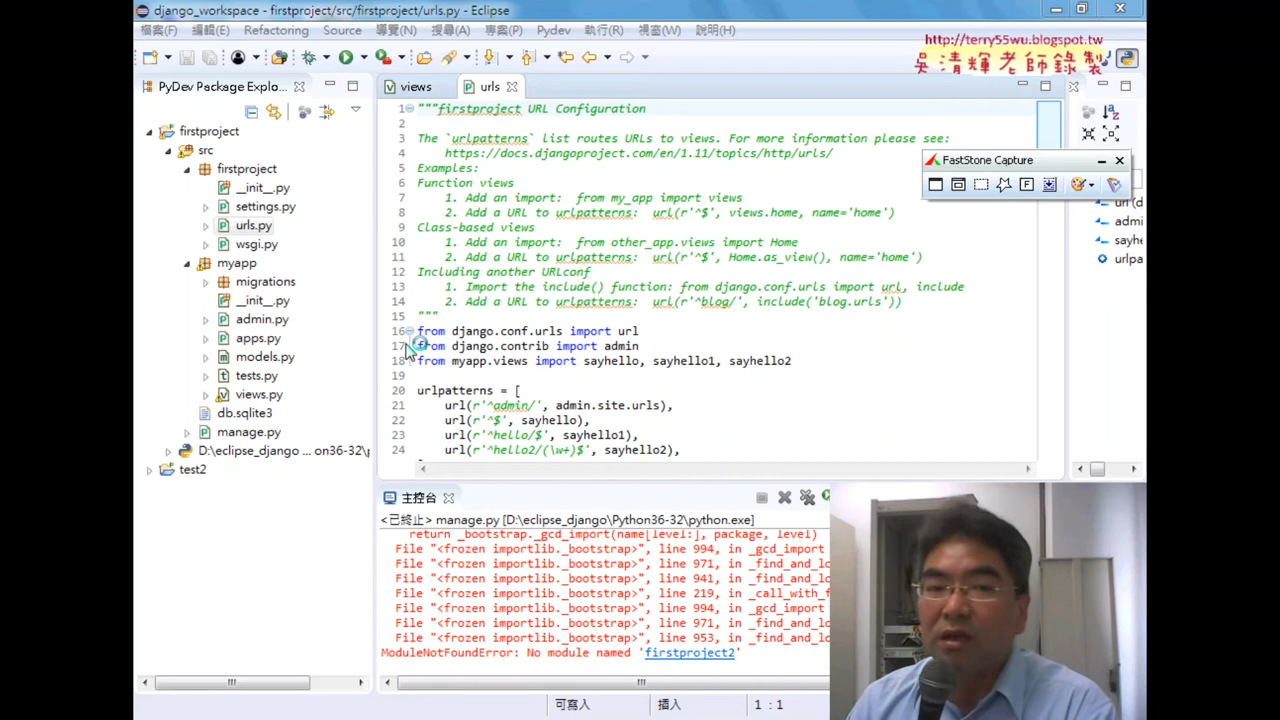 django_workspace - firstproject/src/firstproject/urls.py - Eclipse
檔案(F) 編輯(E) Refactoring Source 導覽(N) 搜尋(A) 專案(P) Pydev 執行(R) 視窗(W) 說明(H)
http://terry55wu.blogspot.tw
吳清輝老師錄製
PyDev Package Explo...
firstproject
src
firstproject
__init__.py
settings.py
urls.py
wsgi.py
myapp
migrations
__init__.py
admin.py
apps.py
models.py
tests.py
views.py
db.sqlite3
manage.py
D:\eclipse_django\ ... on36-32\
test2
views urls
1 """firstproject URL Configuration
2
3 The `urlpatterns` list routes URLs to views. For more information please see:
4 https://docs.djangoproject.com/en/1.11/topics/http/urls/
5 Examples:
6 Function views
7 1. Add an import: from my_app import views
8 2. Add a URL to urlpatterns: url(r'^$', views.home, name='home')
9 Class-based views
10 1. Add an import: from other_app.views import Home
11 2. Add a URL to urlpatterns: url(r'^$', Home.as_view(), name='home')
12 Including another URLconf
13 1. Import the include() function: from django.conf.urls import url, include
14 2. Add a URL to urlpatterns: url(r'^blog/', include('blog.urls'))
15 """
16 from django.conf.urls import url
17 from django.contrib import admin
18 from myapp.views import sayhello, sayhello1, sayhello2
19
20 urlpatterns = [
21 url(r'^admin/', admin.site.urls),
22 url(r'^$', sayhello),
23 url(r'^hello/$', sayhello1),
24 url(r'^hello2/(\w+)$', sayhello2),
FastStone Capture
url (d
admi
sayhe
urlpa
主控台
<已終止> manage.py [D:\eclipse_django\Python36-32\python.exe]
return _bootstrap._gcd_import(name[level:], package, level)
File "<frozen importlib._bootstrap>", line 994, in _gcd_import
File "<frozen importlib._bootstrap>", line 971, in _find_and_lo
File "<frozen importlib._bootstrap>", line 941, in _find_and_lo
File "<frozen importlib._bootstrap>", line 219, in _call_with_f
File "<frozen importlib._bootstrap>", line 994, in _gcd_import
File "<frozen importlib._bootstrap>", line 971, in _find_and_lo
File "<frozen importlib._bootstrap>", line 953, in _find_and_lo
ModuleNotFoundError: No module named 'firstproject2'
可寫入 插入 1 : 1